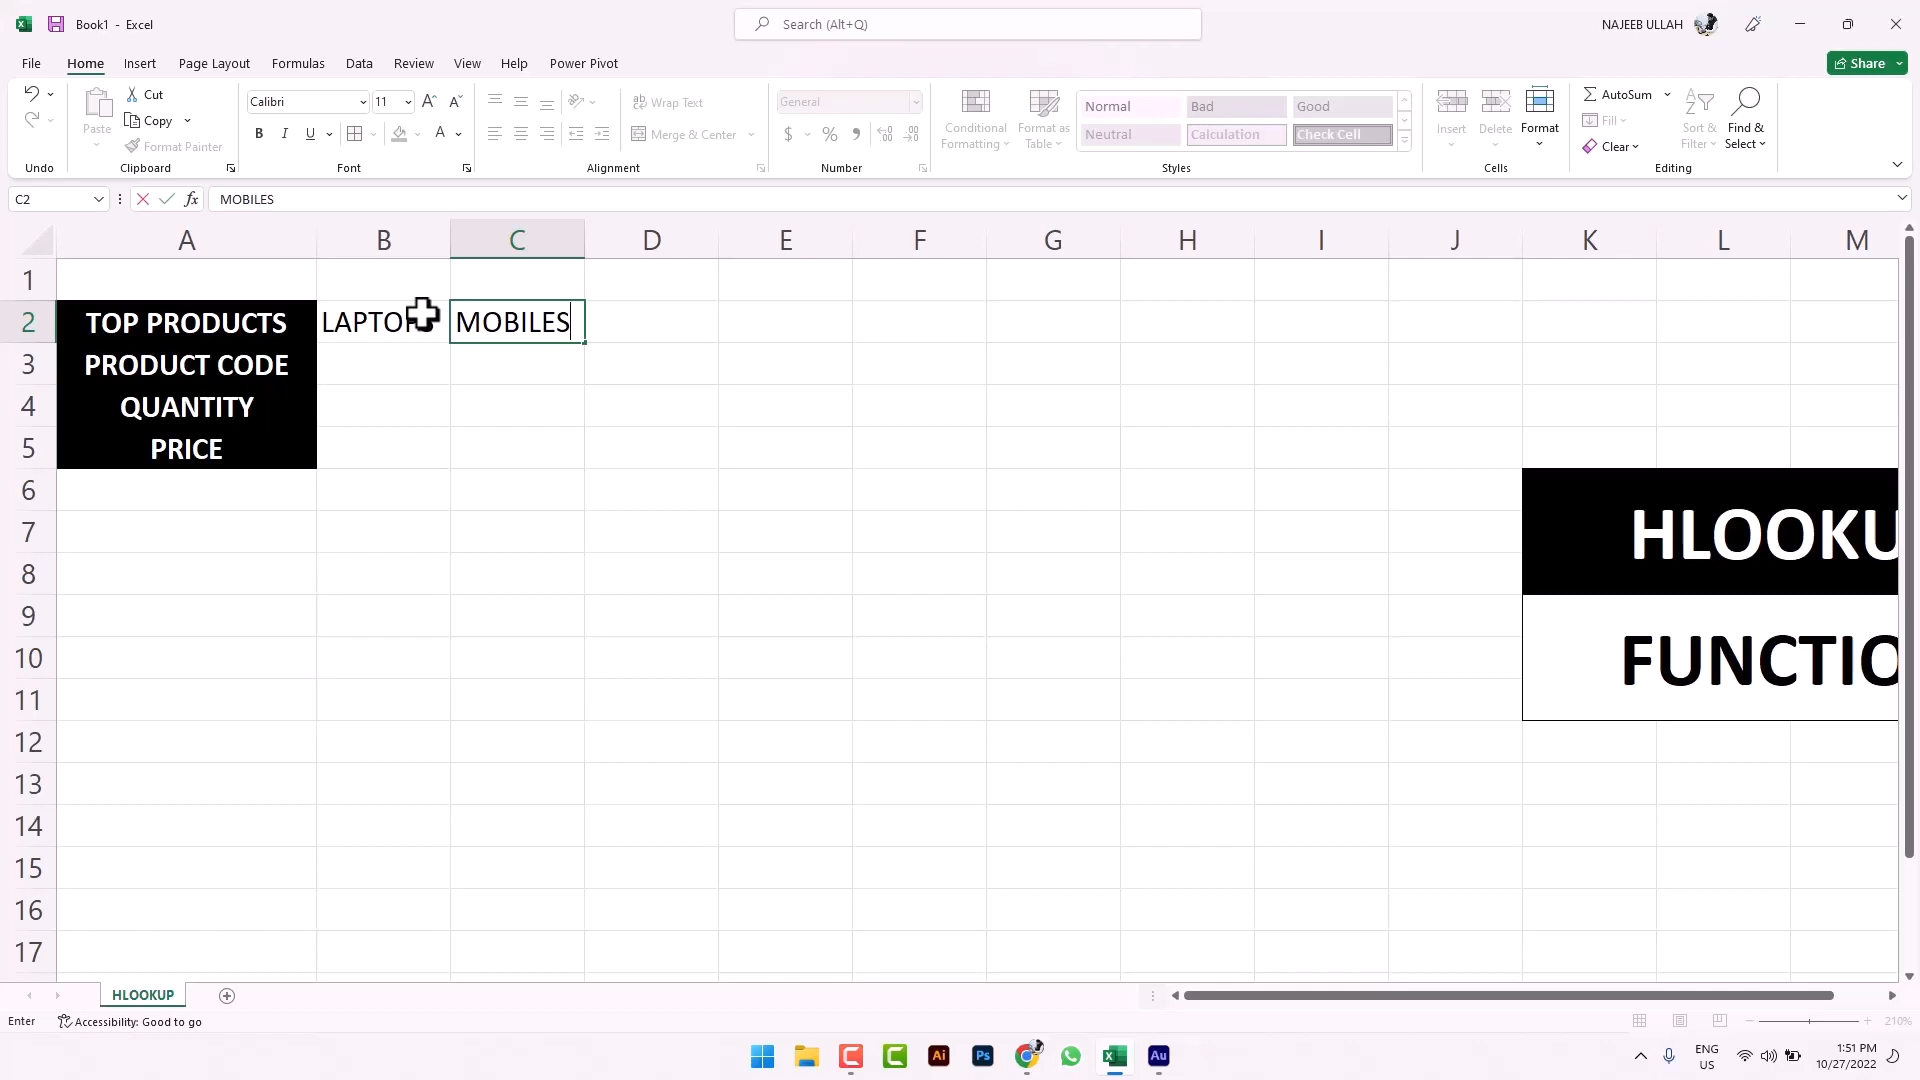 Book1 - Excel
Search (Alt+Q)
NAJEEB ULLAH
File Home Insert Page Layout Formulas Data Review View Help Power Pivot
Share
Undo
Paste
Cut
Copy
Format Painter
Clipboard
Calibri 11
B I U A
Font
Wrap Text
Merge & Center
Alignment
General
$ % ,
Number
Conditional Formatting
Format as Table
Normal Bad Good
Neutral Calculation Check Cell
Styles
Insert Delete Format
Cells
AutoSum
Fill
Clear
Sort & Filter
Find & Select
Editing
C2 fx MOBILES
A B C D E F G H I J K L M
1
2 TOP PRODUCTS MOBILES
3 PRODUCT CODE
4 QUANTITY
5 PRICE
6
7 HLOOKU
8
9
10 FUNCTIO
11
12
13
14
15
16
17
HLOOKUP
Enter Accessibility: Good to go
210%
Ai Ps Au
ENG
US
1:51 PM
10/27/2022